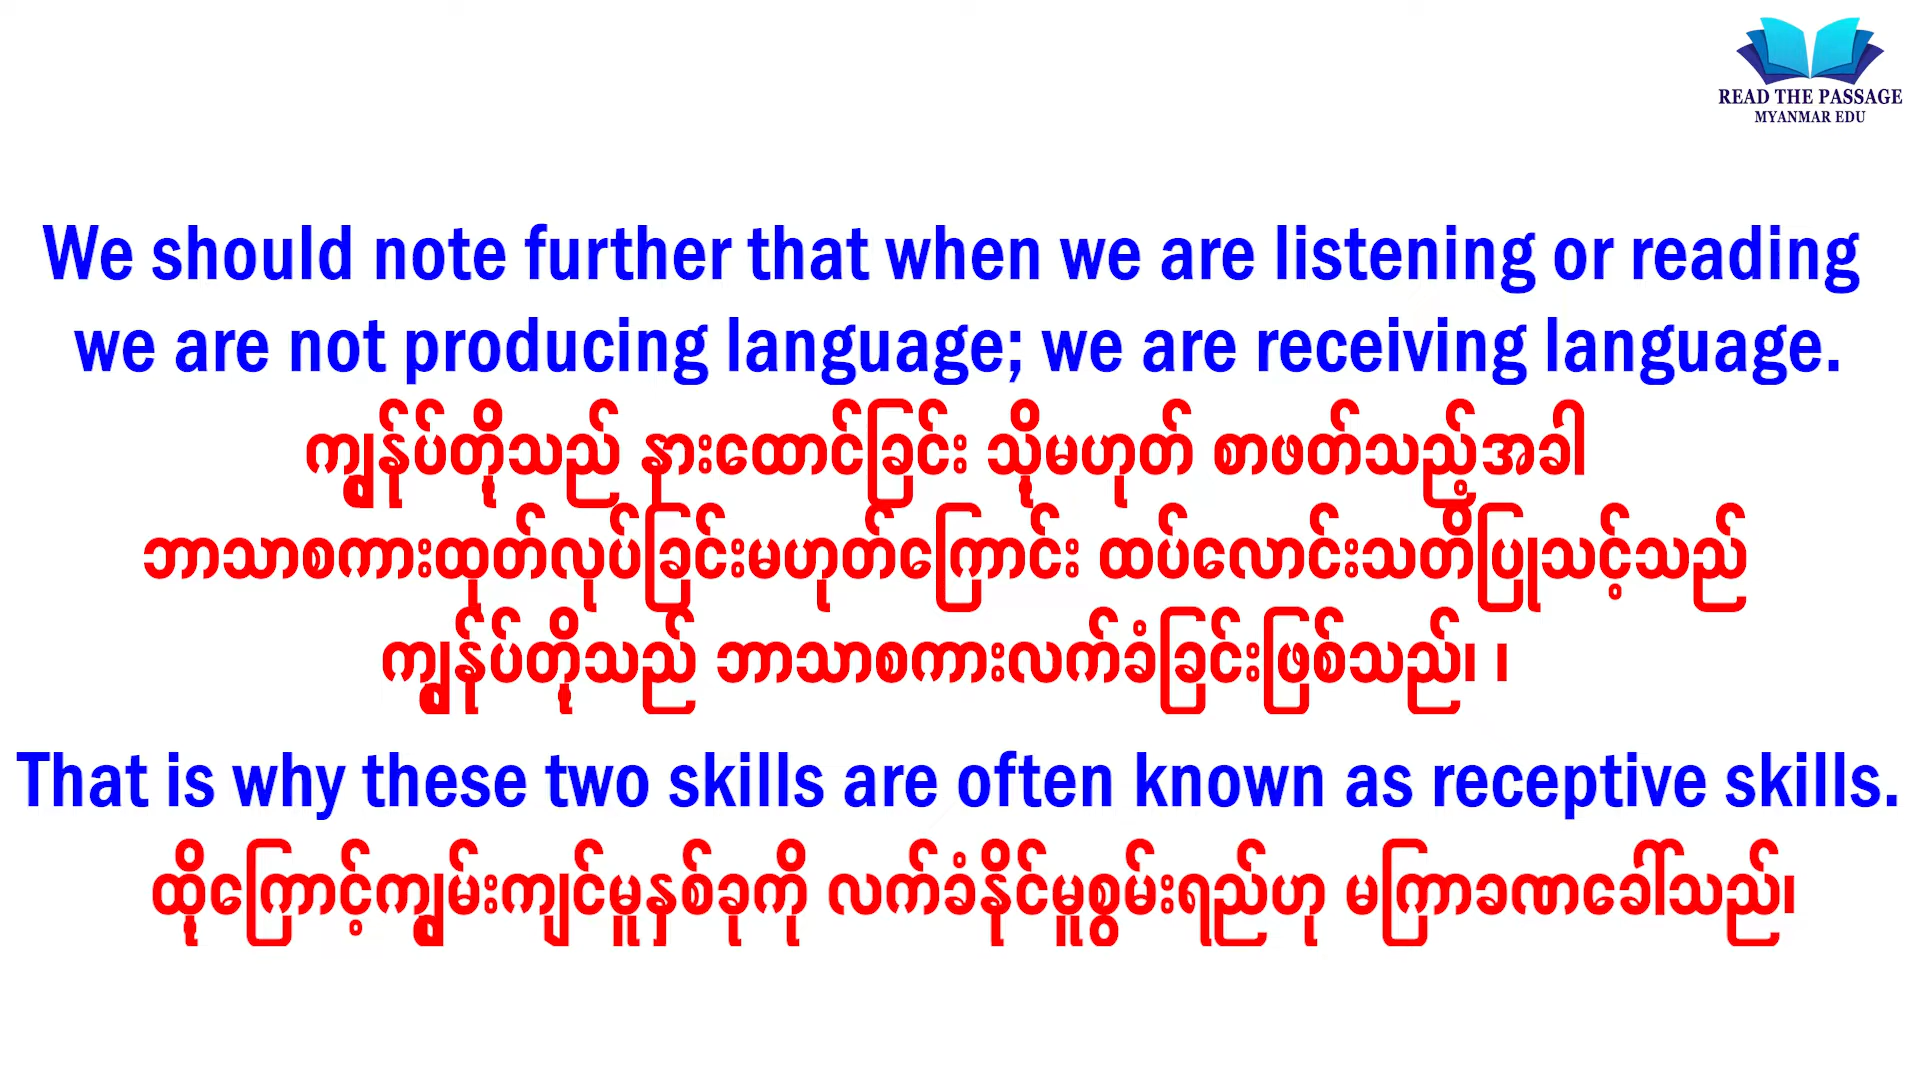 READ THE PASSAGE
MYANMAR EDU
We should note further that when we are listening or reading
we are not producing language; we are receiving language.
ကျွန်ုပ်တို့သည် နားထောင်ခြင်း သို့မဟုတ် စာဖတ်သည့်အခါ
ဘာသာစကားထုတ်လုပ်ခြင်းမဟုတ်ကြောင်း ထပ်လောင်းသတိပြုသင့်သည်
ကျွန်ုပ်တို့သည် ဘာသာစကားလက်ခံခြင်းဖြစ်သည်၊ ၊
That is why these two skills are often known as receptive skills.
ထို့ကြောင့်ကျွမ်းကျင်မှုနှစ်ခုကို လက်ခံနိုင်မှုစွမ်းရည်ဟု မကြာခဏခေါ်သည်၊